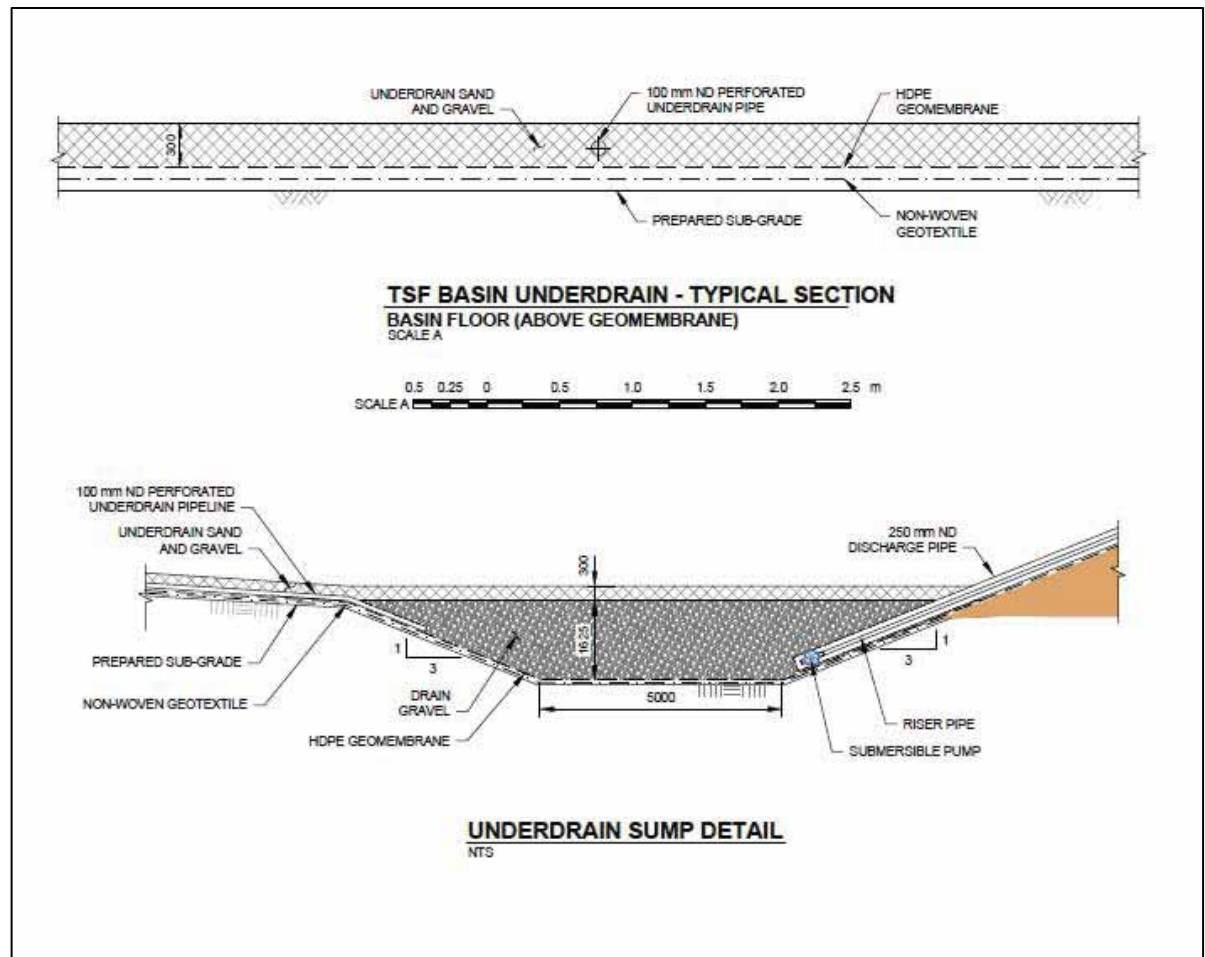 UNDERDRAIN SAND
AND GRAVEL
100 mm ND PERFORATED
UNDERDRAIN PIPE
HDPE
GEOMEMBRANE
300
PREPARED SUB-GRADE
NON-WOVEN
GEOTEXTILE
TSF BASIN UNDERDRAIN - TYPICAL SECTION
BASIN FLOOR (ABOVE GEOMEMBRANE)
SCALE A
0.5 0.25 0 0.5 1.0 1.5 2.0 2.5 m
SCALE A
100 mm ND PERFORATED
UNDERDRAIN PIPELINE
UNDERDRAIN SAND
AND GRAVEL
250 mm ND
DISCHARGE PIPE
300
1625
1
3
1
3
PREPARED SUB-GRADE
NON-WOVEN GEOTEXTILE
DRAIN
GRAVEL
HDPE GEOMEMBRANE
5000
RISER PIPE
SUBMERSIBLE PUMP
UNDERDRAIN SUMP DETAIL
NTS